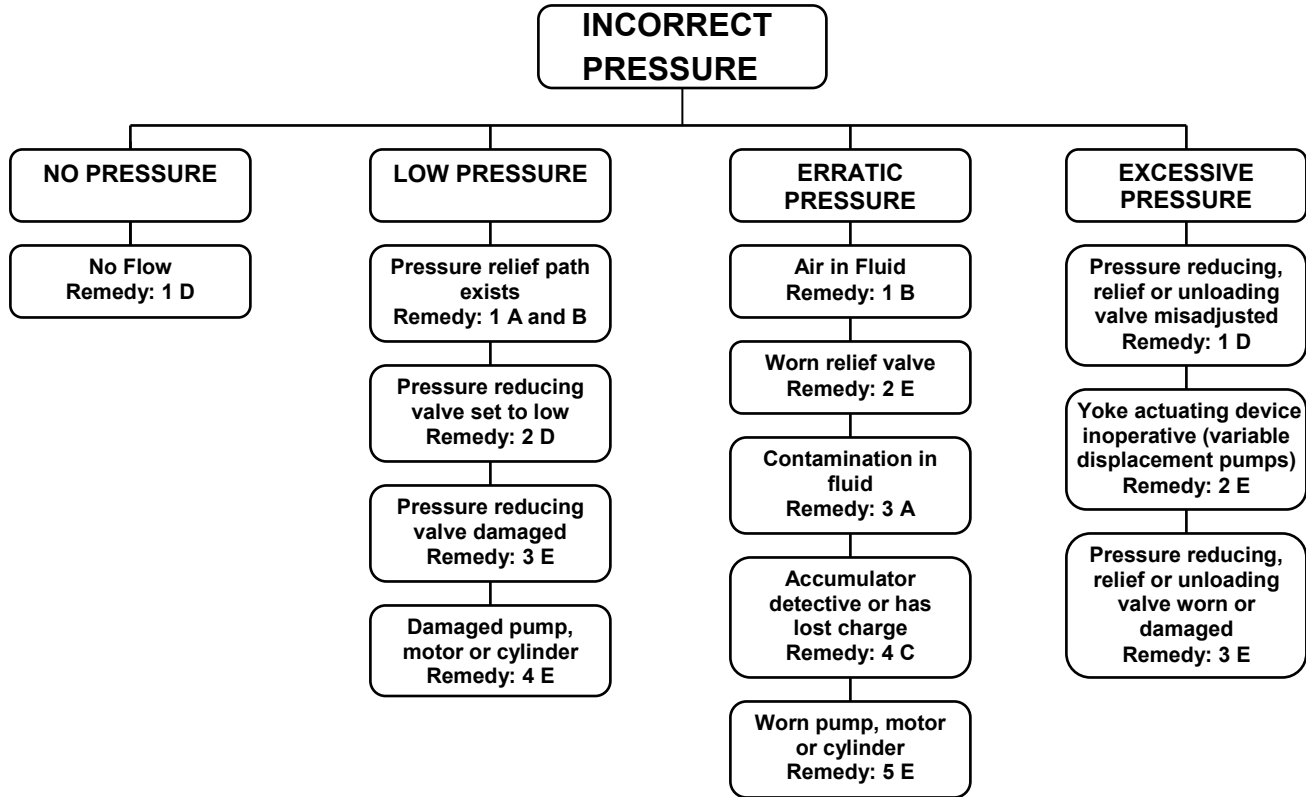 INCORRECT
PRESSURE
NO PRESSURE
No Flow
Remedy: 1 D
LOW PRESSURE
Pressure relief path
exists
Remedy: 1 A and B
Pressure reducing
valve set to low
Remedy: 2 D
Pressure reducing
valve damaged
Remedy: 3 E
Damaged pump,
motor or cylinder
Remedy: 4 E
ERRATIC
PRESSURE
Air in Fluid
Remedy: 1 B
Worn relief valve
Remedy: 2 E
Contamination in
fluid
Remedy: 3 A
Accumulator
detective or has
lost charge
Remedy: 4 C
Worn pump, motor
or cylinder
Remedy: 5 E
EXCESSIVE
PRESSURE
Pressure reducing,
relief or unloading
valve misadjusted
Remedy: 1 D
Yoke actuating device
inoperative (variable
displacement pumps)
Remedy: 2 E
Pressure reducing,
relief or unloading
valve worn or
damaged
Remedy: 3 E